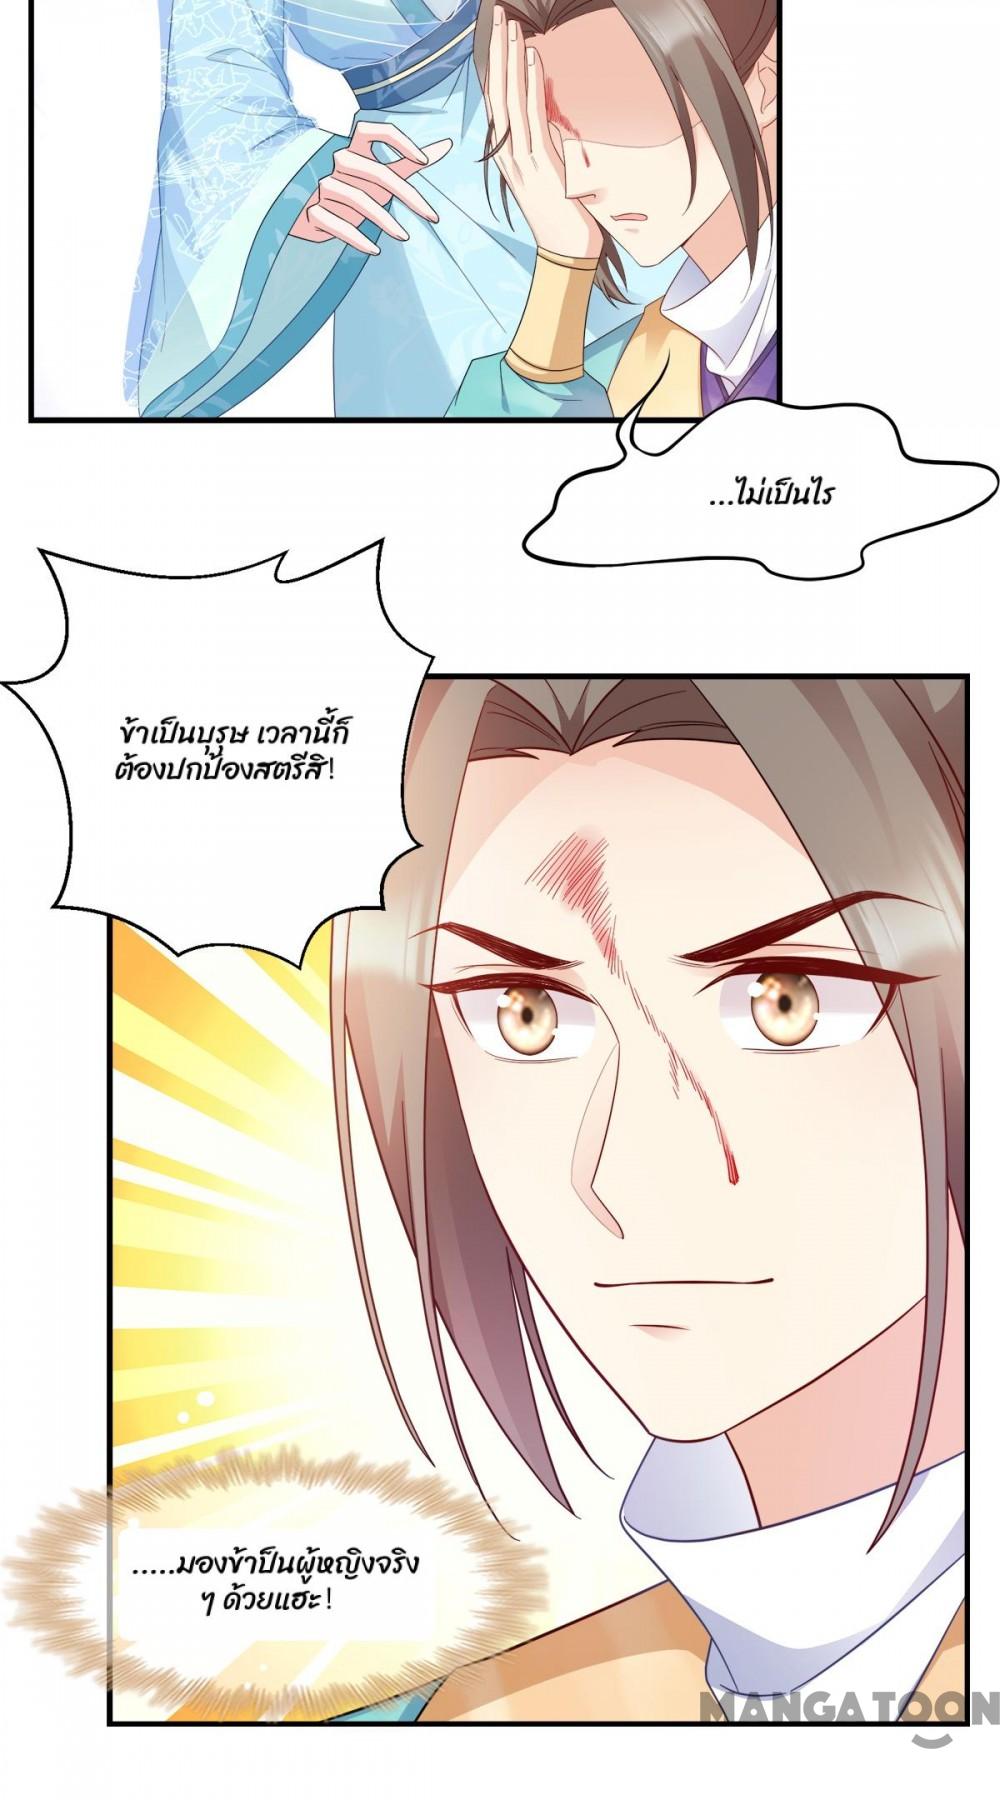 ...ไม่เป็นไร
ข้าเป็นบุรุษ เวลานี้ก็
ต้องปกป้องสตรีสิ!
.....มองข้าป็นผู้หญิงจริง
ๆ ด้วยแฮะ!
MANGATOON